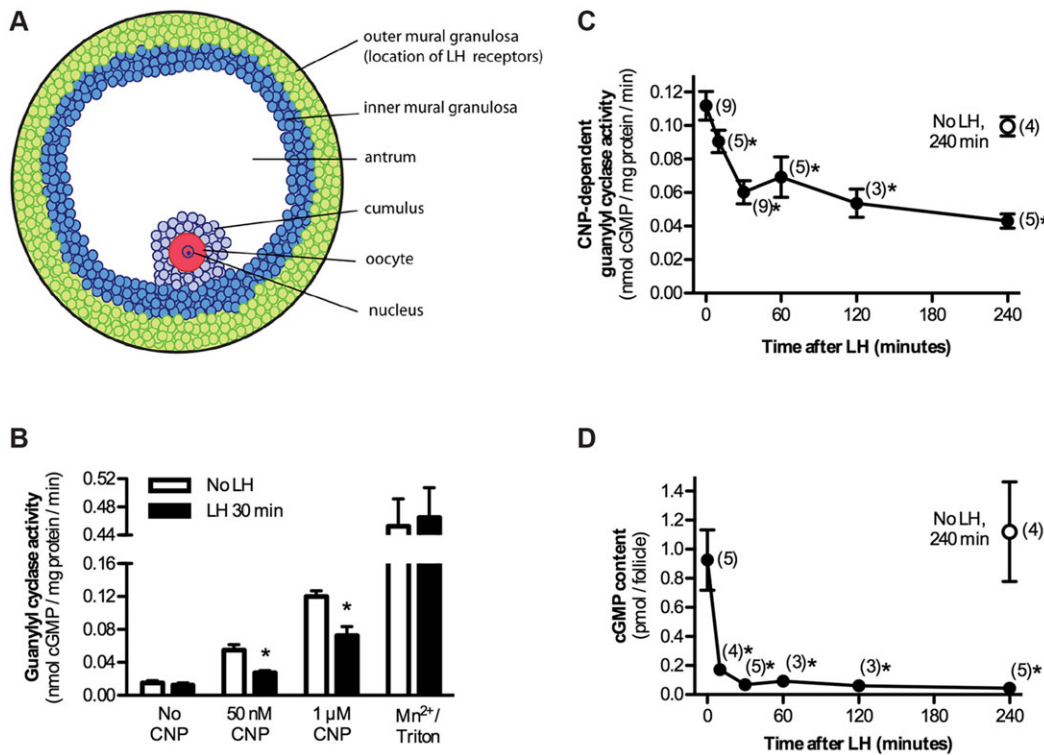 A
outer mural granulosa
(location of LH receptors)
inner mural granulosa
antrum
cumulus
oocyte
nucleus
B
Guanylyl cyclase activity
(nmol cGMP / mg protein / min)
0.52
0.48
0.44
0.16
0.12
0.08
0.04
0.00
No LH
LH 30 min
*
*
No
CNP
50 nM
CNP
1 µM
CNP
Mn²⁺/
Triton
C
CNP-dependent
guanylyl cyclase activity
(nmol cGMP / mg protein / min)
0.12
0.10
0.08
0.06
0.04
0.02
0.00
(9)
(5)*
(9)*
(5)*
(3)*
(5)*
No LH,
240 min
(4)
0 60 120 180 240
Time after LH (minutes)
D
cGMP content
(pmol / follicle)
1.4
1.2
1.0
0.8
0.6
0.4
0.2
0.0
(5)
(4)*
(5)*
(3)*
(3)*
(5)*
No LH,
240 min
(4)
0 60 120 180 240
Time after LH (minutes)